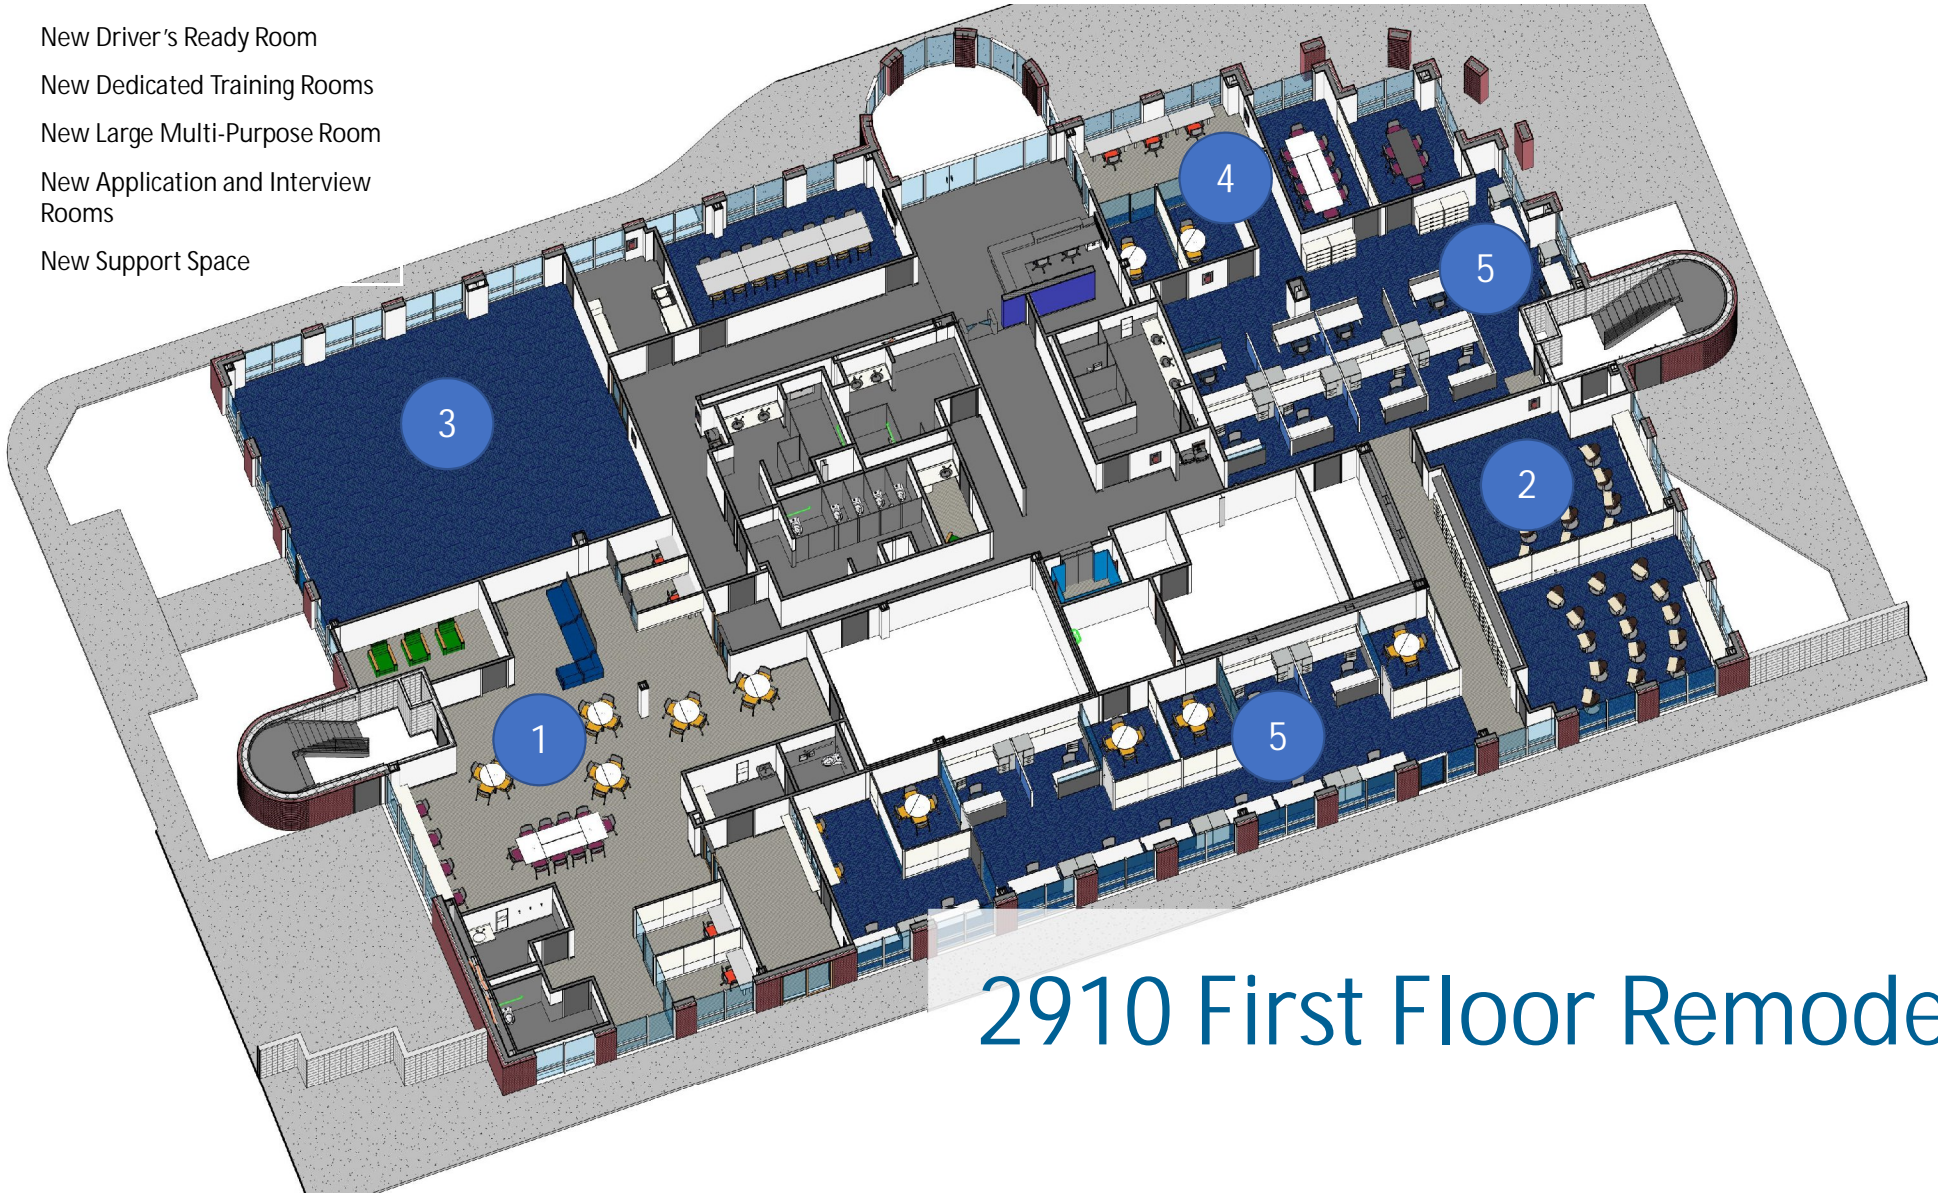 New Driver's Ready Room
New Dedicated Training Rooms
New Large Multi-Purpose Room
New Application and Interview
Rooms
New Support Space
4
5
3
2
1
5
2910 First Floor Remode